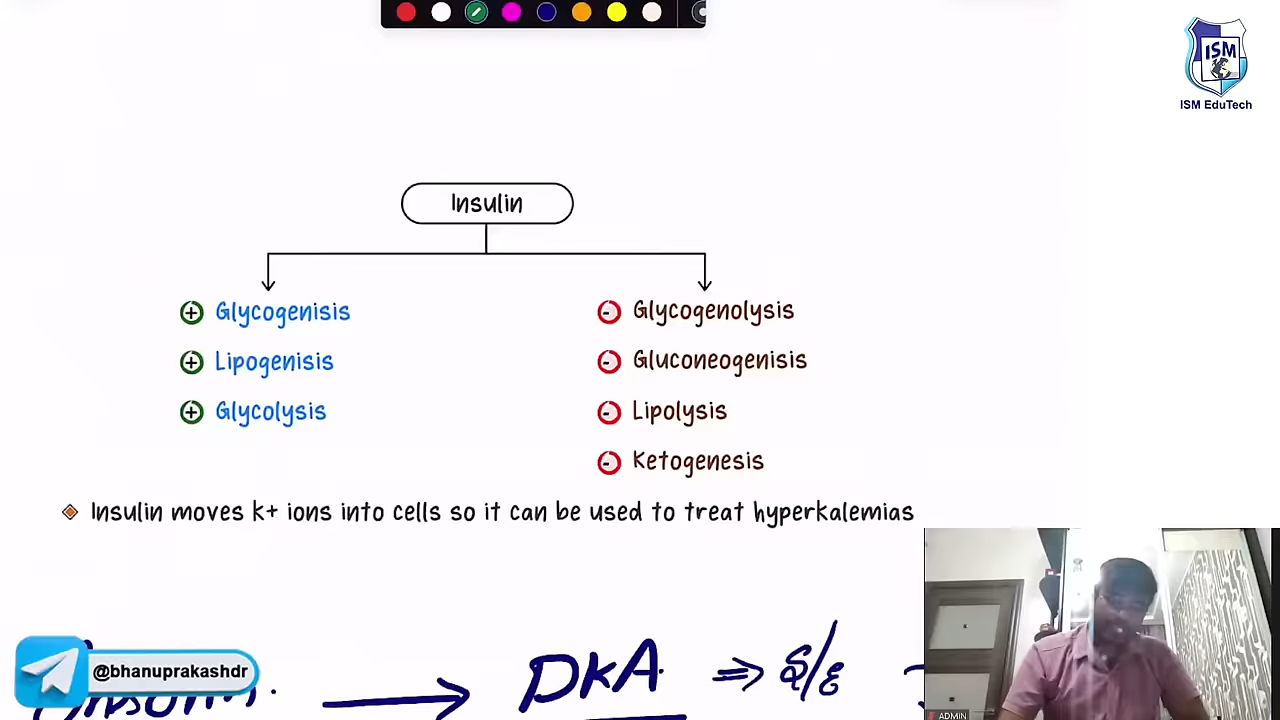 ISM
ISM EduTech
Insulin
+ Glycogenisis
+ Lipogenisis
+ Glycolysis
- Glycogenolysis
- Gluconeogenisis
- Lipolysis
- Ketogenesis
Insulin moves k+ ions into cells so it can be used to treat hyperkalemias
@bhanuprakashdr
→ DKA. ⇒ S/E
ADMIN